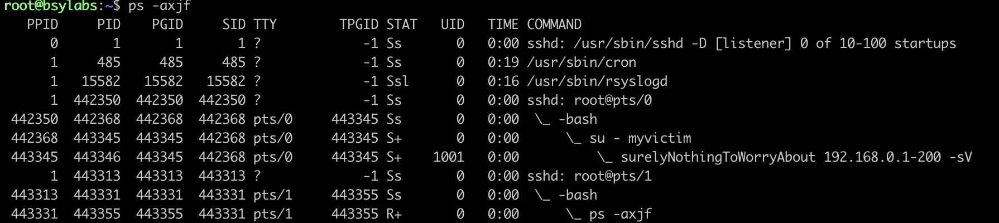 root@bsylabs:~$ ps -axjf
PPID PID PGID SID TTY TPGID STAT UID TIME COMMAND
0 1 1 1 ? -1 Ss 0 0:00 sshd: /usr/sbin/sshd -D [listener] 0 of 10-100 startups
1 485 485 485 ? -1 Ss 0 0:19 /usr/sbin/cron
1 15582 15582 15582 ? -1 Ssl 0 0:16 /usr/sbin/rsyslogd
1 442350 442350 442350 ? -1 Ss 0 0:00 sshd: root@pts/0
442350 442368 442368 442368 pts/0 443345 Ss 0 0:00 \_ -bash
442368 443345 443345 442368 pts/0 443345 S+ 0 0:00 \_ su - myvictim
443345 443346 443345 442368 pts/0 443345 S+ 1001 0:00 \_ surelyNothingToWorryAbout 192.168.0.1-200 -sV
1 443313 443313 443313 ? -1 Ss 0 0:00 sshd: root@pts/1
443313 443331 443331 443331 pts/1 443355 Ss 0 0:00 \_ -bash
443331 443355 443355 443331 pts/1 443355 R+ 0 0:00 \_ ps -axjf